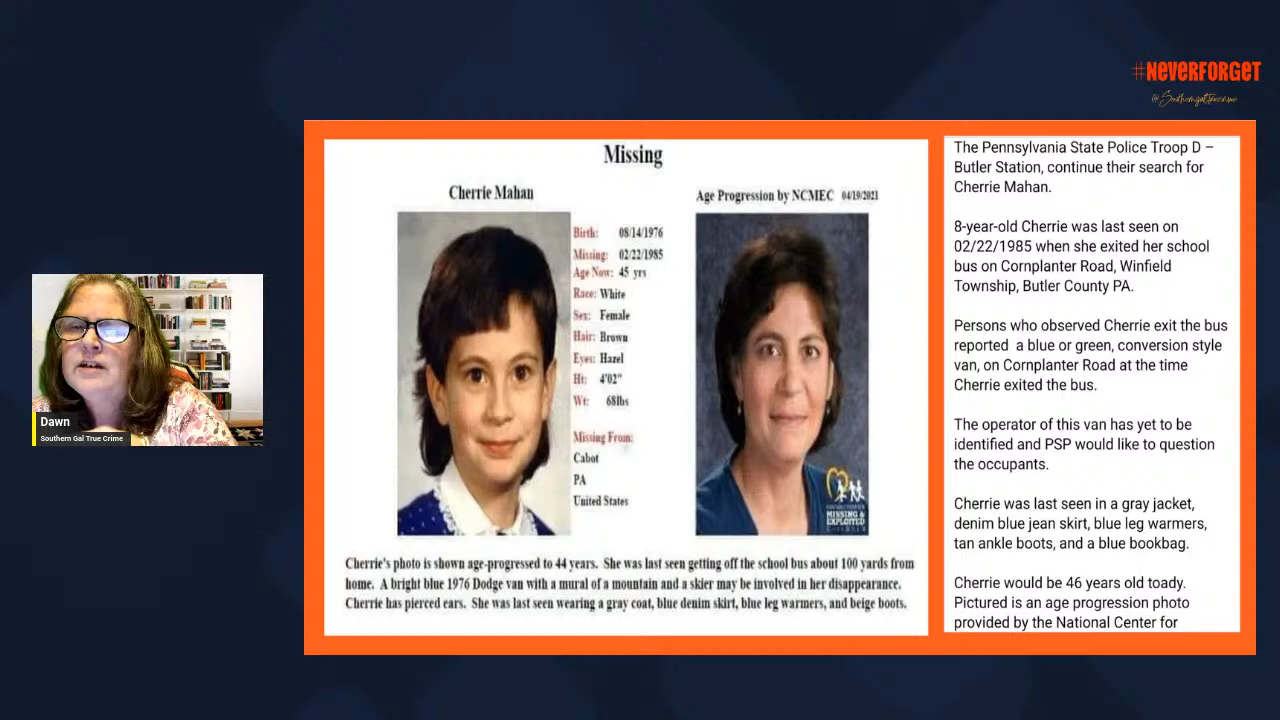 #NEVERFORGET
@Southerngaltruecrime
Missing
Cherrie Mahan
Age Progression by NCMEC 04/19/2021
Birth: 08/14/1976
Missing: 02/22/1985
Age Now: 45 yrs
Race: White
Sex: Female
Hair: Brown
Eyes: Hazel
Ht: 4'02"
Wt: 68lbs
Missing From:
Cabot
PA
United States
MISSING &
EXPLOITED
Cherrie's photo is shown age-progressed to 44 years. She was last seen getting off the school bus about 100 yards from
home. A bright blue 1976 Dodge van with a mural of a mountain and a skier may be involved in her disappearance.
Cherrie has pierced ears. She was last seen wearing a gray coat, blue denim skirt, blue leg warmers, and beige boots.
The Pennsylvania State Police Troop D –
Butler Station, continue their search for
Cherrie Mahan.
8-year-old Cherrie was last seen on
02/22/1985 when she exited her school
bus on Cornplanter Road, Winfield
Township, Butler County PA.
Persons who observed Cherrie exit the bus
reported a blue or green, conversion style
van, on Cornplanter Road at the time
Cherrie exited the bus.
The operator of this van has yet to be
identified and PSP would like to question
the occupants.
Cherrie was last seen in a gray jacket,
denim blue jean skirt, blue leg warmers,
tan ankle boots, and a blue bookbag.
Cherrie would be 46 years old toady.
Pictured is an age progression photo
provided by the National Center for
Dawn
Southern Gal True Crime